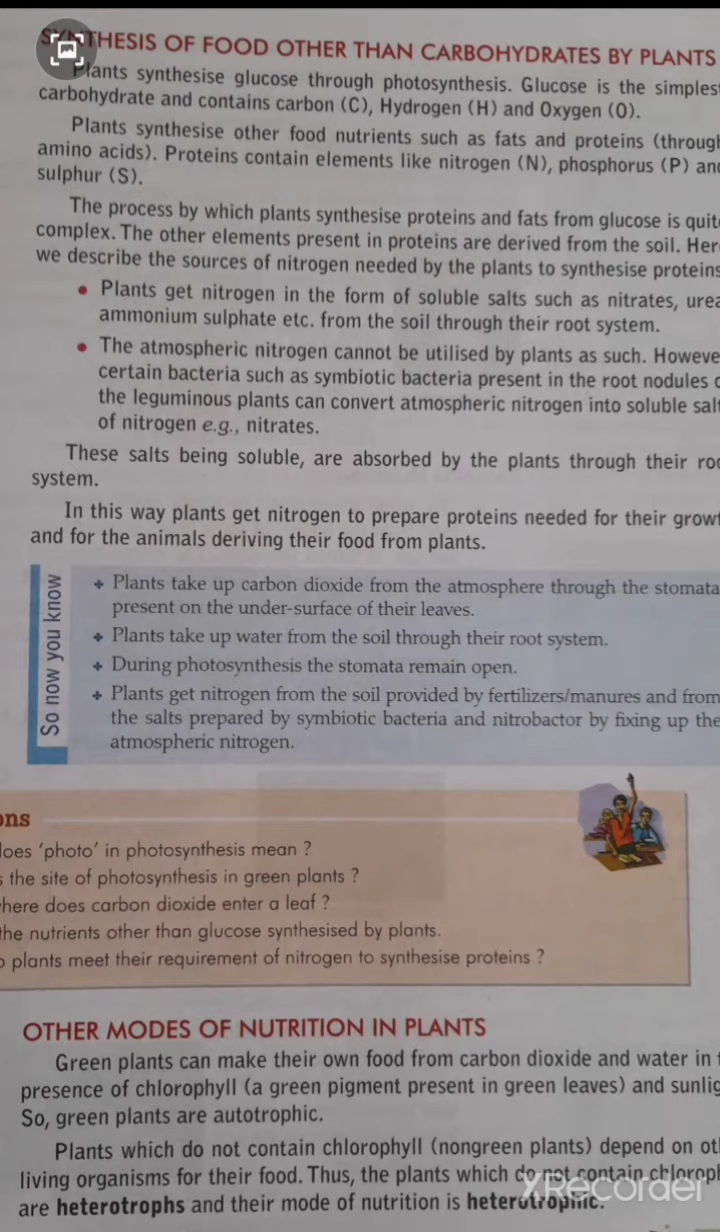 SYNTHESIS OF FOOD OTHER THAN CARBOHYDRATES BY PLANTS
Plants synthesise glucose through photosynthesis. Glucose is the simples
carbohydrate and contains carbon (C), Hydrogen (H) and Oxygen (O).
Plants synthesise other food nutrients such as fats and proteins (through
amino acids). Proteins contain elements like nitrogen (N), phosphorus (P) and
sulphur (S).
The process by which plants synthesise proteins and fats from glucose is quite
complex. The other elements present in proteins are derived from the soil. Her
we describe the sources of nitrogen needed by the plants to synthesise proteins
• Plants get nitrogen in the form of soluble salts such as nitrates, urea
ammonium sulphate etc. from the soil through their root system.
• The atmospheric nitrogen cannot be utilised by plants as such. Howeve
certain bacteria such as symbiotic bacteria present in the root nodules o
the leguminous plants can convert atmospheric nitrogen into soluble salt
of nitrogen e.g., nitrates.
These salts being soluble, are absorbed by the plants through their roo
system.
In this way plants get nitrogen to prepare proteins needed for their growt
and for the animals deriving their food from plants.
So now you know
Plants take up carbon dioxide from the atmosphere through the stomata
present on the under-surface of their leaves.
Plants take up water from the soil through their root system.
During photosynthesis the stomata remain open.
Plants get nitrogen from the soil provided by fertilizers/manures and from
the salts prepared by symbiotic bacteria and nitrobactor by fixing up the
atmospheric nitrogen.
ons
does 'photo' in photosynthesis mean ?
s the site of photosynthesis in green plants ?
where does carbon dioxide enter a leaf ?
the nutrients other than glucose synthesised by plants.
o plants meet their requirement of nitrogen to synthesise proteins ?
OTHER MODES OF NUTRITION IN PLANTS
Green plants can make their own food from carbon dioxide and water in t
presence of chlorophyll (a green pigment present in green leaves) and sunlig
So, green plants are autotrophic.
Plants which do not contain chlorophyll (nongreen plants) depend on oth
living organisms for their food. Thus, the plants which do not contain chloroph
are heterotrophs and their mode of nutrition is heterotrophic.
XRecorder